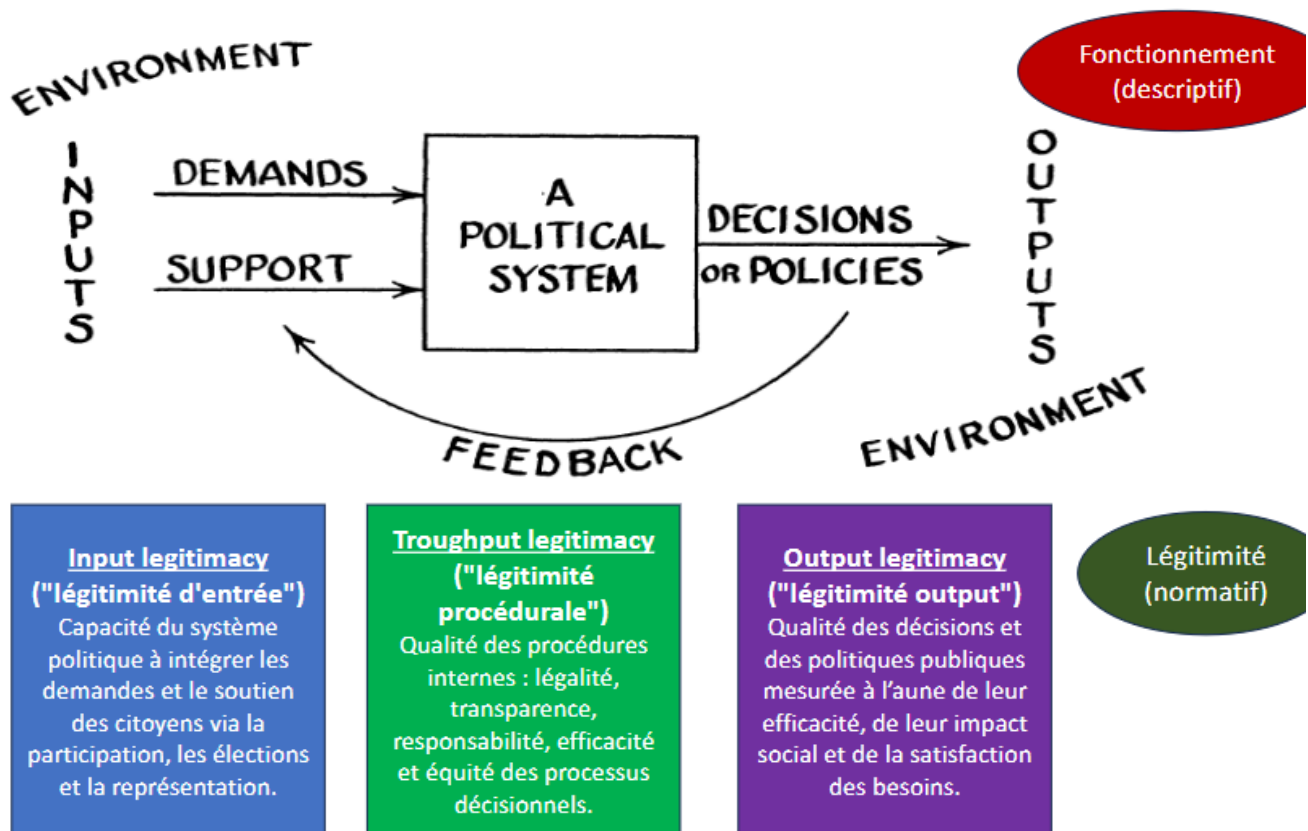 ENVIRONMENT
INPUTS
DEMANDS
SUPPORT
A
POLITICAL
SYSTEM
DECISIONS
OR POLICIES
OUTPUTS
FEEDBACK
ENVIRONMENT
Fonctionnement
(descriptif)
Input legitimacy
("légitimité d'entrée")
Capacité du système
politique à intégrer les
demandes et le soutien
des citoyens via la
participation, les élections
et la représentation.
Troughput legitimacy
("légitimité
procédurale")
Qualité des procédures
internes : légalité,
transparence,
responsabilité, efficacité
et équité des processus
décisionnels.
Output legitimacy
("légitimité output")
Qualité des décisions et
des politiques publiques
mesurée à l’aune de leur
efficacité, de leur impact
social et de la satisfaction
des besoins.
Légitimité
(normatif)